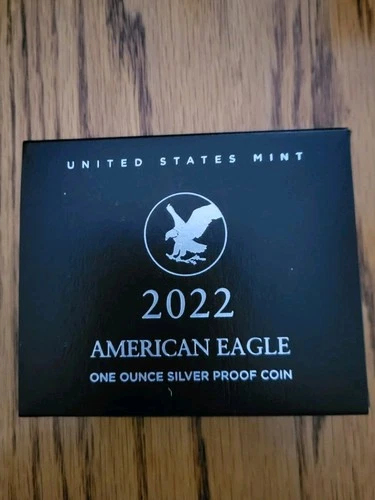 UNITED STATES MINT
2022
AMERICAN EAGLE
ONE OUNCE SILVER PROOF COIN